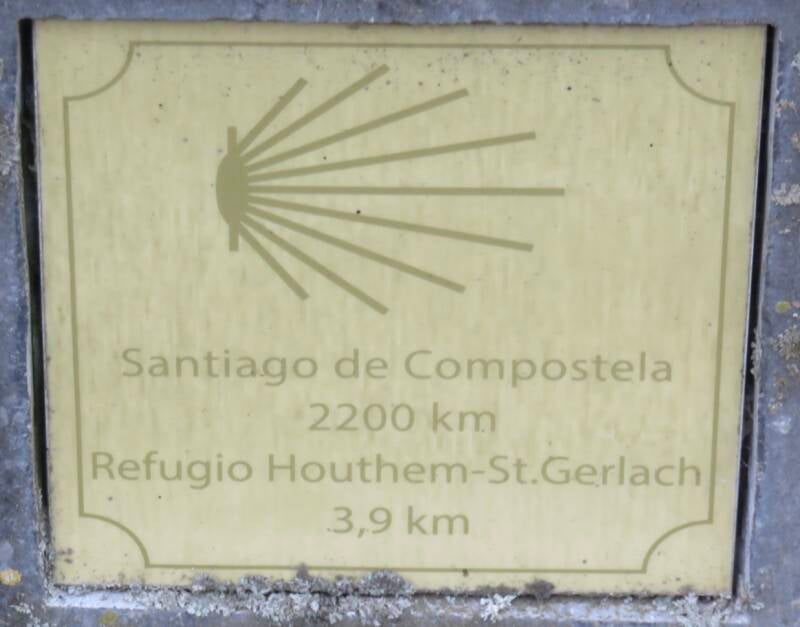 Santiago de Compostela
2200 km
Refugio Houthem-St.Gerlach
3,9 km